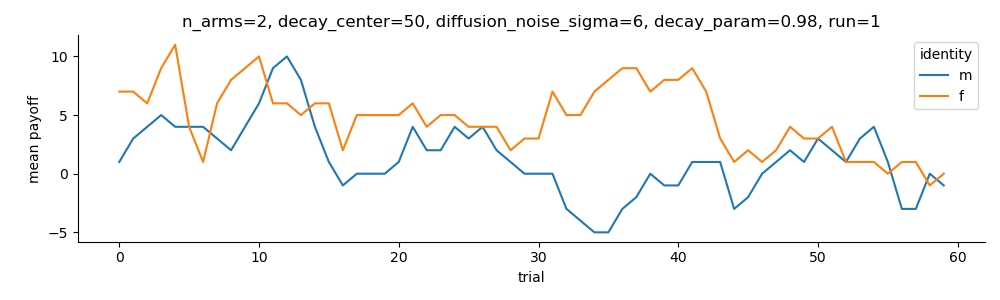 n_arms=2, decay_center=50, diffusion_noise_sigma=6, decay_param=0.98, run=1
identity
m
f
mean payoff
10
5
0
−5
0 10 20 30 40 50 60
trial